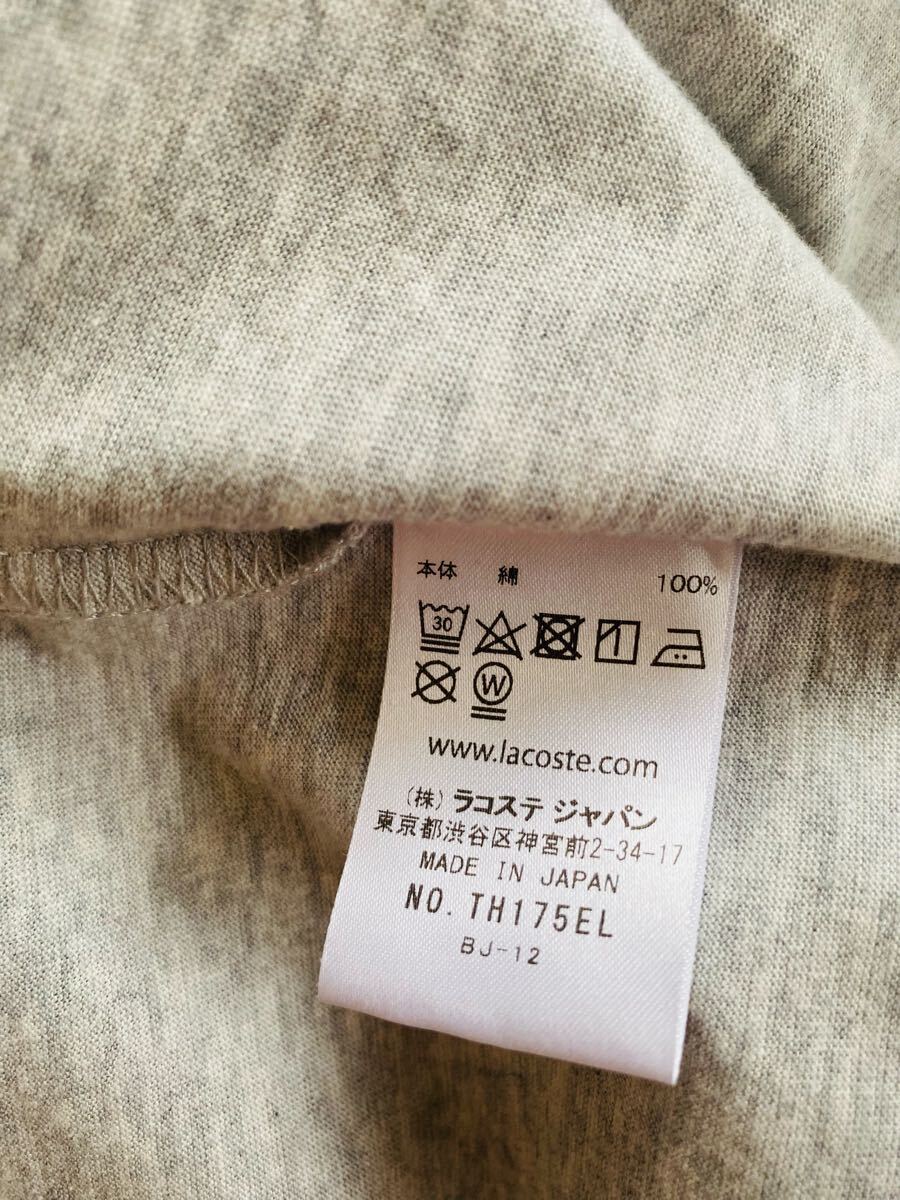 本体 綿 100%
30
W
www.lacoste.com
(株) ラコステ ジャパン
東京都渋谷区神宮前2-34-17
MADE IN JAPAN
NO. TH175EL
BJ-12